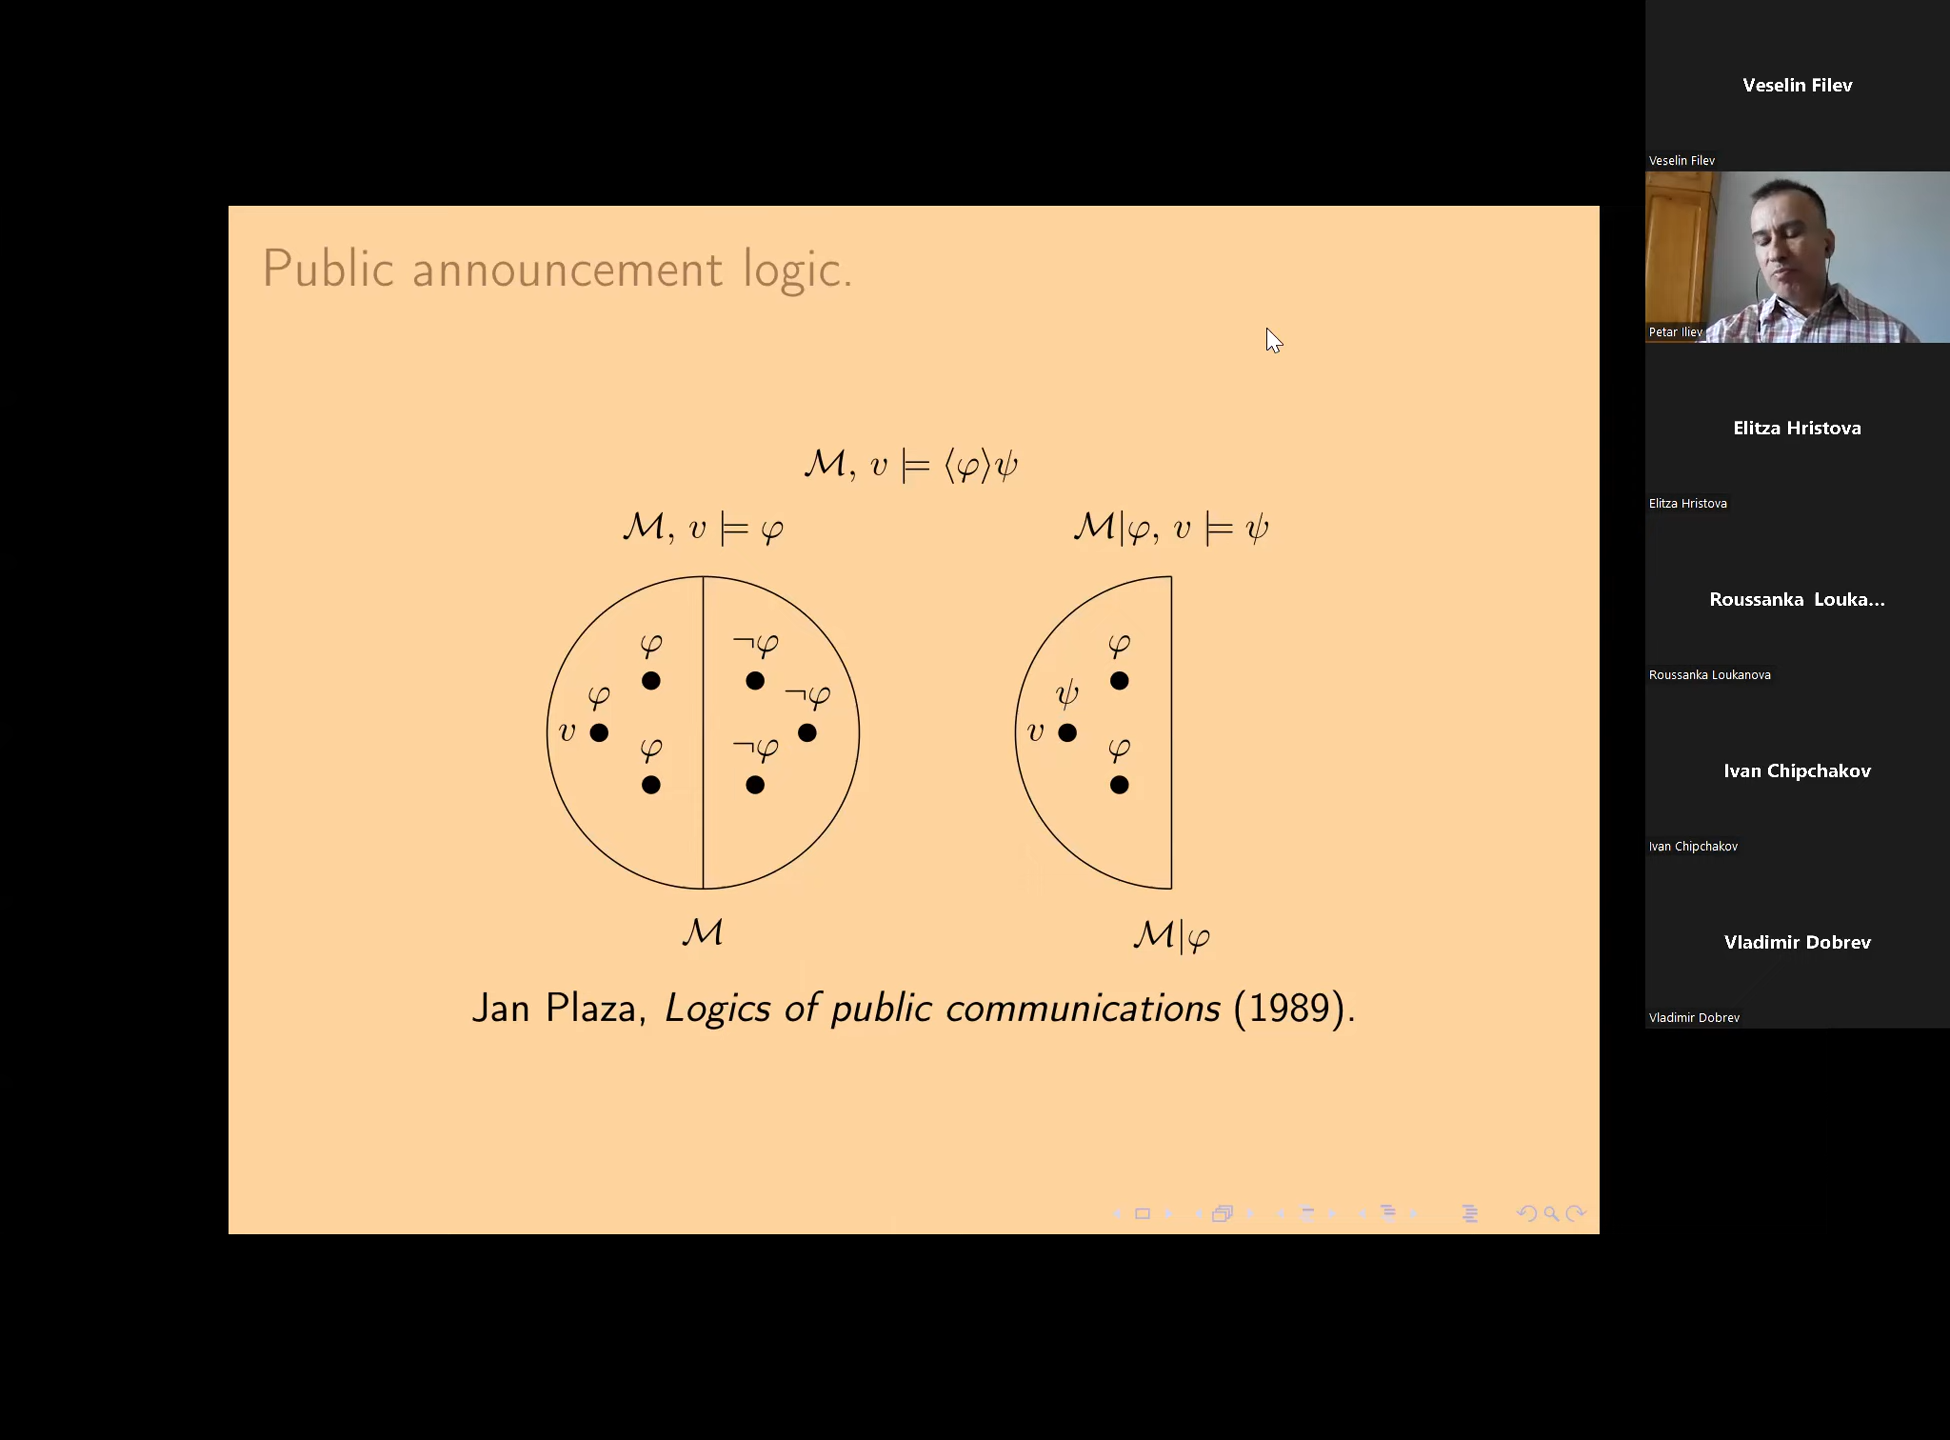 Public announcement logic.
ℳ, v ⊨ ⟨φ⟩ψ
ℳ, v ⊨ φ
ℳ|φ, v ⊨ ψ
φ
¬φ
φ
¬φ
v
φ
¬φ
φ
ψ
v
φ
ℳ
ℳ|φ
Jan Plaza, Logics of public communications (1989).
Veselin Filev
Veselin Filev
Petar Iliev
Elitza Hristova
Elitza Hristova
Roussanka Louka...
Roussanka Loukanova
Ivan Chipchakov
Ivan Chipchakov
Vladimir Dobrev
Vladimir Dobrev